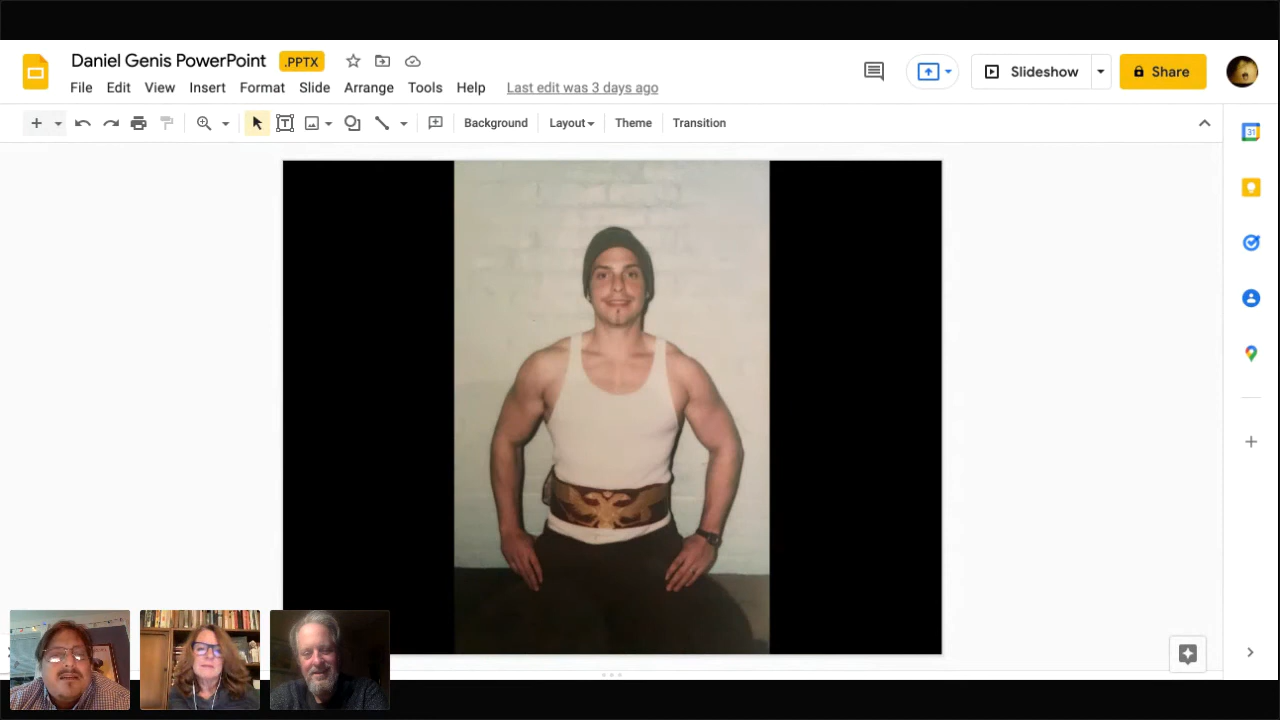 Daniel Genis PowerPoint .PPTX
File Edit View Insert Format Slide Arrange Tools Help Last edit was 3 days ago
Slideshow Share
Background Layout Theme Transition
31